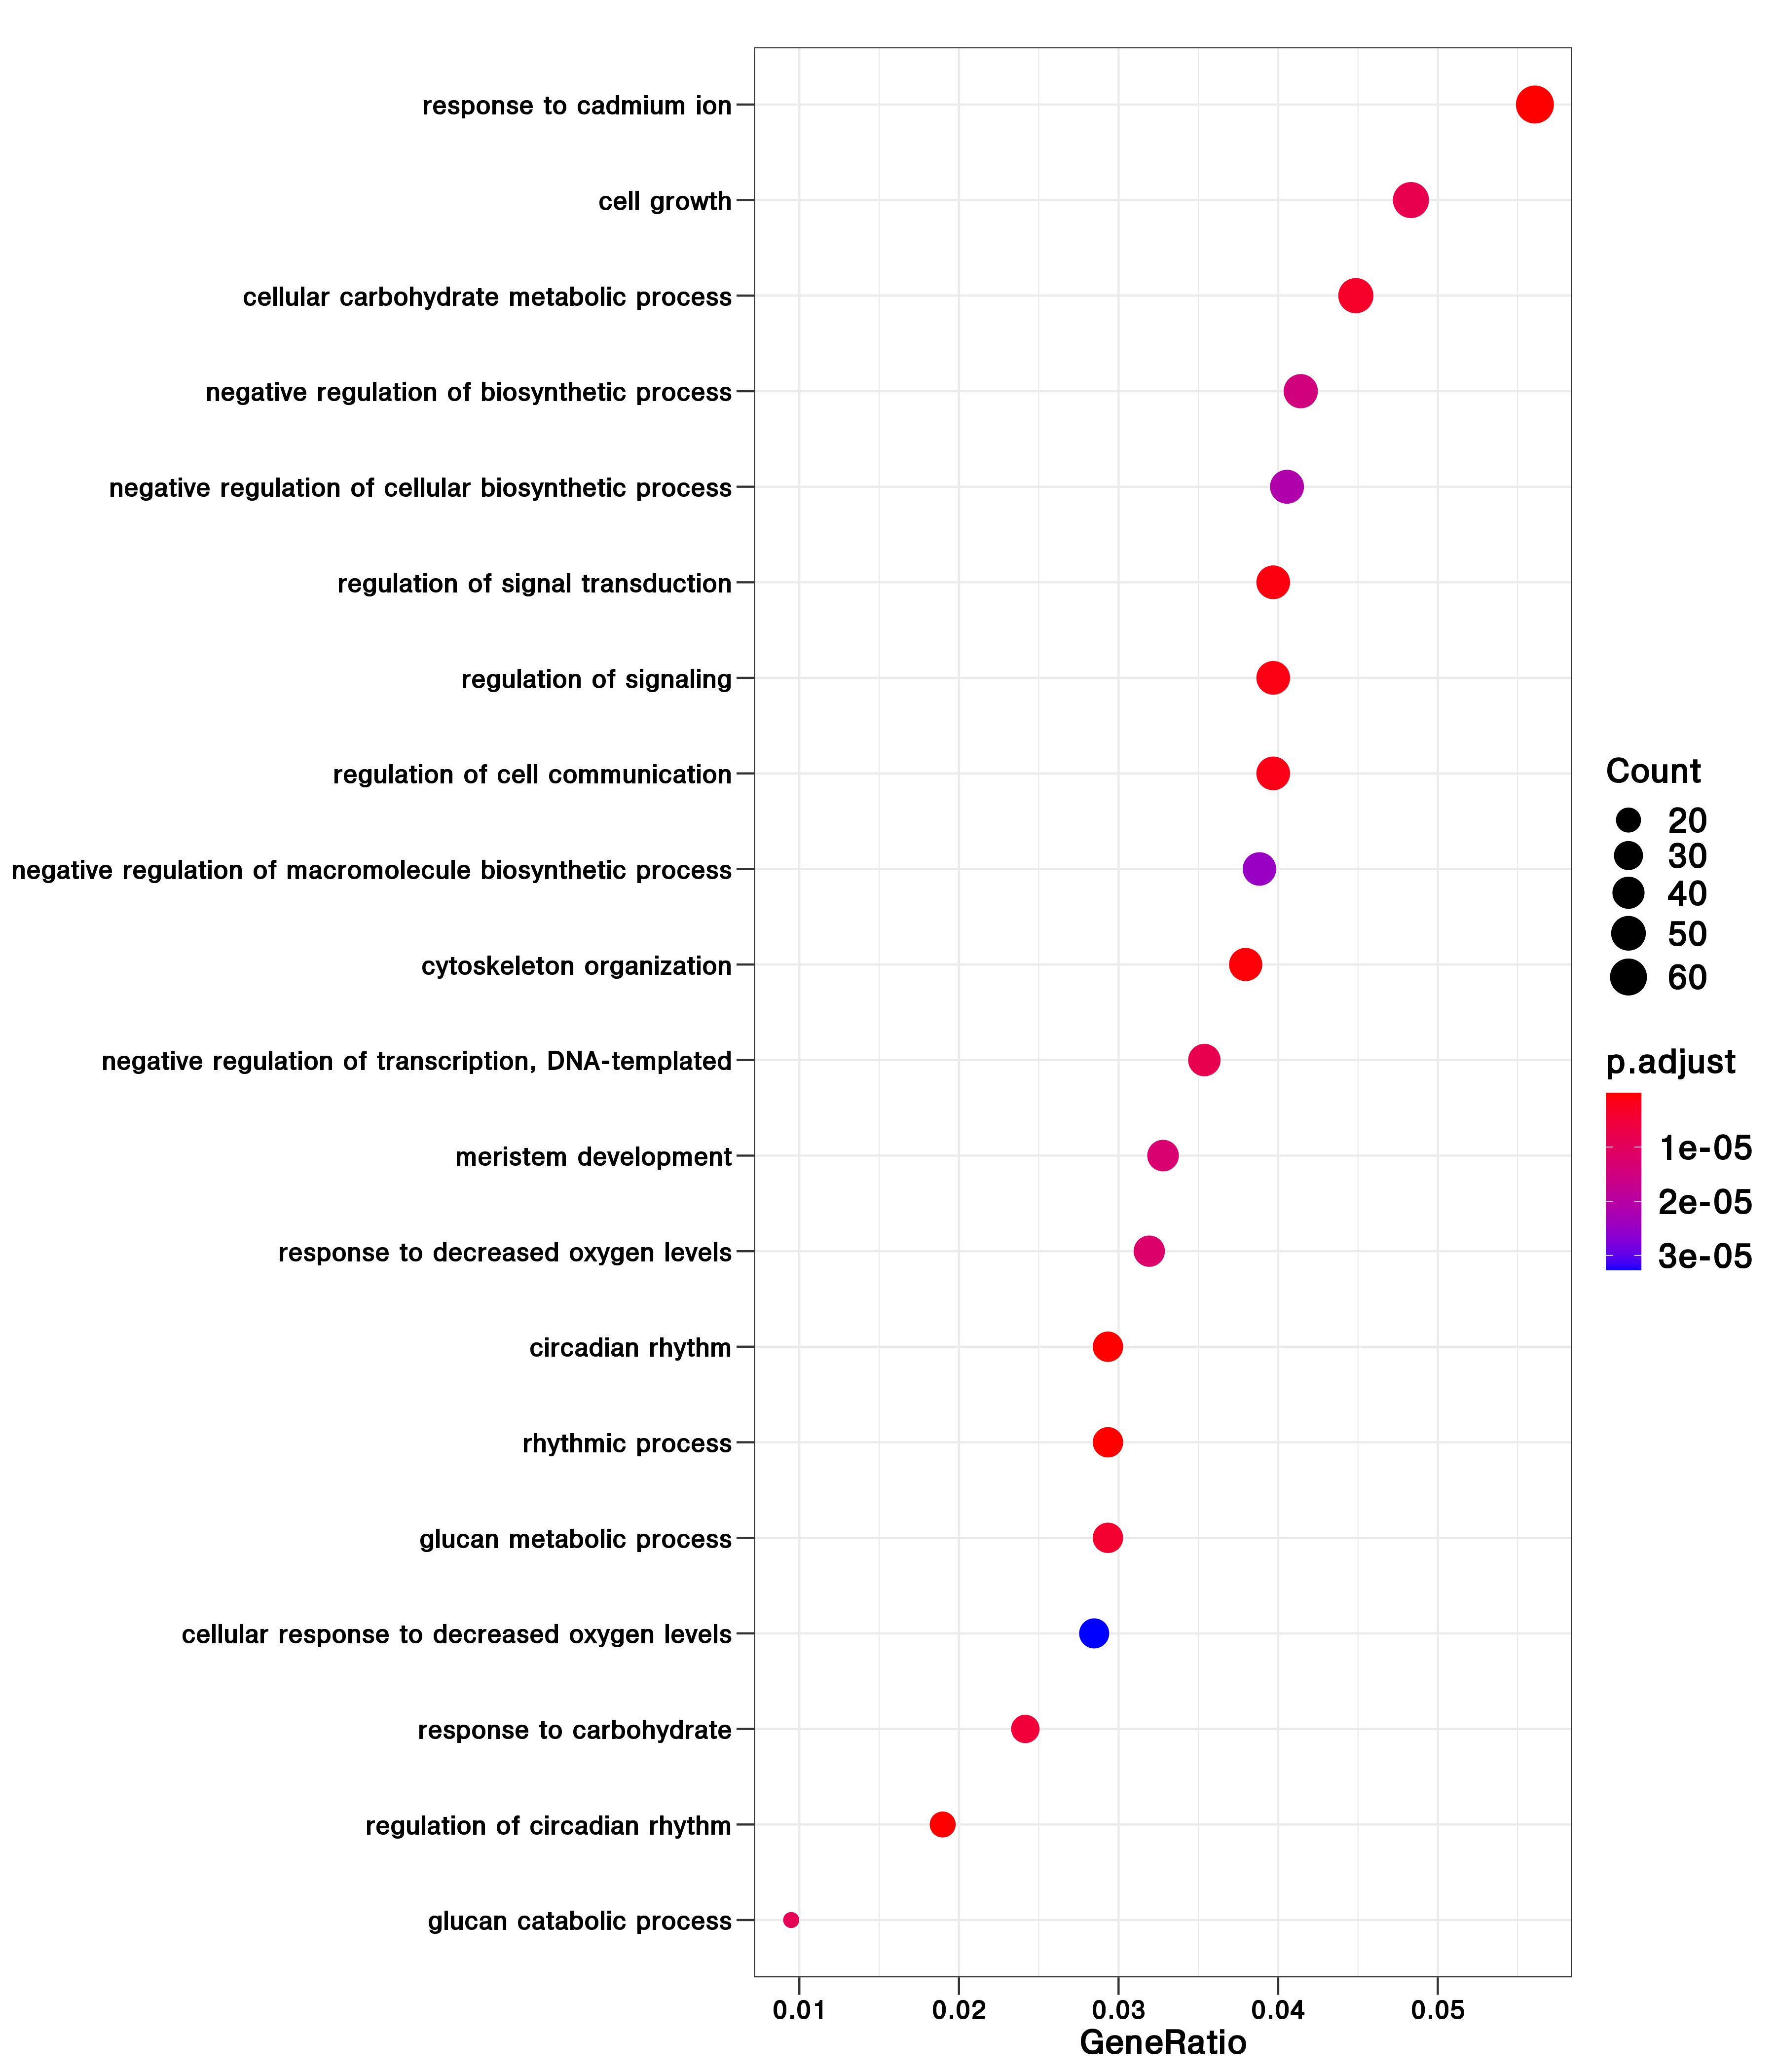 response to cadmium ion
cell growth
cellular carbohydrate metabolic process
negative regulation of biosynthetic process
negative regulation of cellular biosynthetic process
regulation of signal transduction
regulation of signaling
regulation of cell communication
negative regulation of macromolecule biosynthetic process
cytoskeleton organization
negative regulation of transcription, DNA-templated
meristem development
response to decreased oxygen levels
circadian rhythm
rhythmic process
glucan metabolic process
cellular response to decreased oxygen levels
response to carbohydrate
regulation of circadian rhythm
glucan catabolic process
0.01 0.02 0.03 0.04 0.05
GeneRatio
Count
20
30
40
50
60
p.adjust
1e-05
2e-05
3e-05